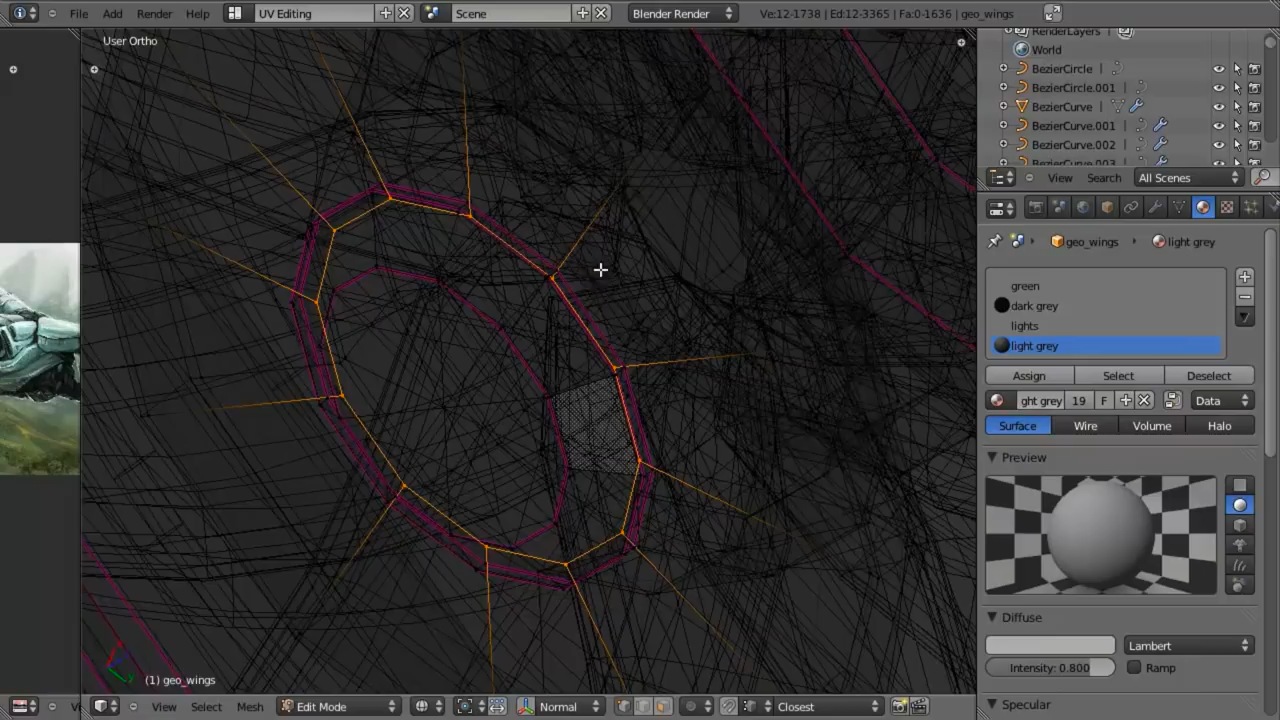 File Add Render Help UV Editing Scene Blender Render Ve:12-1738 | Ed:12-3365 | Fa:0-1636 | geo_wings
User Ortho
RenderLayers |
World
BezierCircle |
BezierCircle.001 |
BezierCurve |
BezierCurve.001 |
BezierCurve.002 |
BezierCurve.003 |
View Search All Scenes
geo_wings light grey
green
dark grey
lights
light grey
Assign Select Deselect
ght grey 19 F Data
Surface Wire Volume Halo
Preview
Diffuse
Lambert
Intensity: 0.800 Ramp
Specular
(1) geo_wings
Vi View Select Mesh Edit Mode Normal Closest